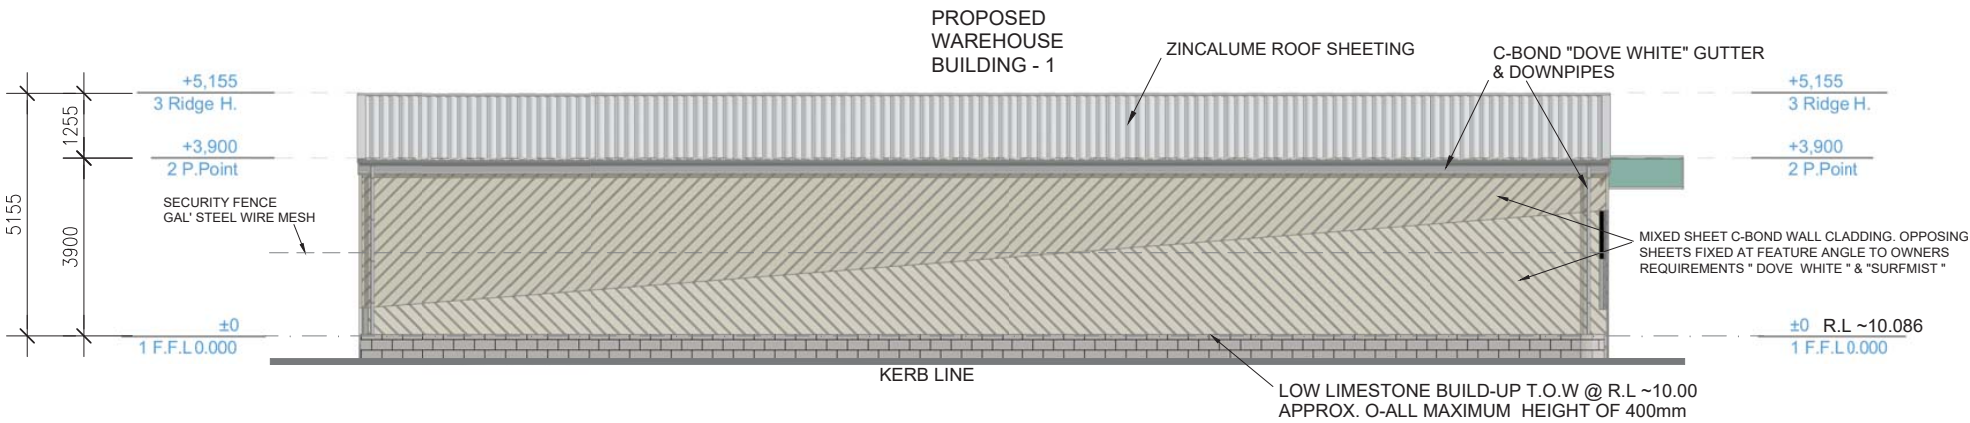 PROPOSED
WAREHOUSE
BUILDING - 1
ZINCALUME ROOF SHEETING
C-BOND "DOVE WHITE" GUTTER
& DOWNPIPES
+5,155
3 Ridge H.
+5,155
3 Ridge H.
1255
+3,900
2 P.Point
+3,900
2 P.Point
SECURITY FENCE
GAL' STEEL WIRE MESH
5155
3900
MIXED SHEET C-BOND WALL CLADDING. OPPOSING
SHEETS FIXED AT FEATURE ANGLE TO OWNERS
REQUIREMENTS " DOVE WHITE " & "SURFMIST "
±0
1 F.F.L 0.000
±0 R.L ~10.086
1 F.F.L 0.000
KERB LINE
LOW LIMESTONE BUILD-UP T.O.W @ R.L ~10.00
APPROX. O-ALL MAXIMUM HEIGHT OF 400mm